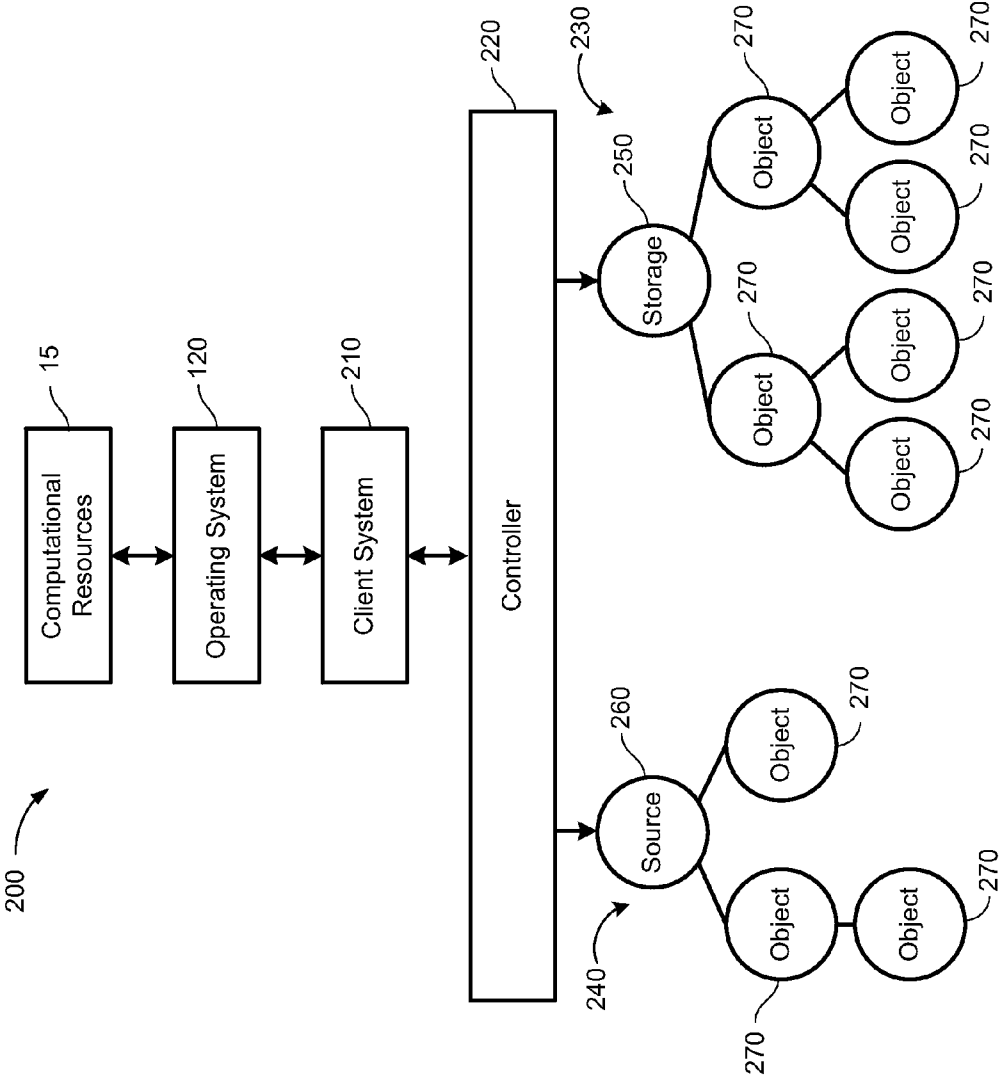 200
Computational
Resources
15
Operating System
120
Client System
210
Controller
220
240
Source
260
Object
270
Object
270
Object
270
230
Storage
250
Object
270
Object
270
Object
270
Object
270
Object
270
Object
270